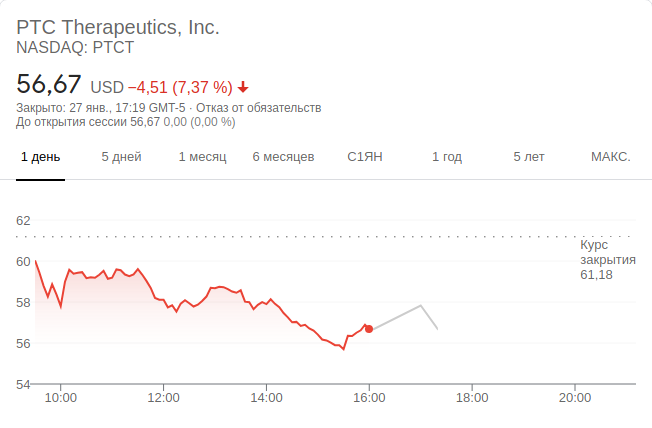 PTC Therapeutics, Inc.
NASDAQ: PTCT
56,67 USD −4,51 (7,37 %)
Закрыто: 27 янв., 17:19 GMT-5 · Отказ от обязательств
До открытия сессии 56,67 0,00 (0,00 %)
1 день 5 дней 1 месяц 6 месяцев С1ЯН 1 год 5 лет МАКС.
62
Курс
закрытия
61,18
60
58
56
54
10:00 12:00 14:00 16:00 18:00 20:00